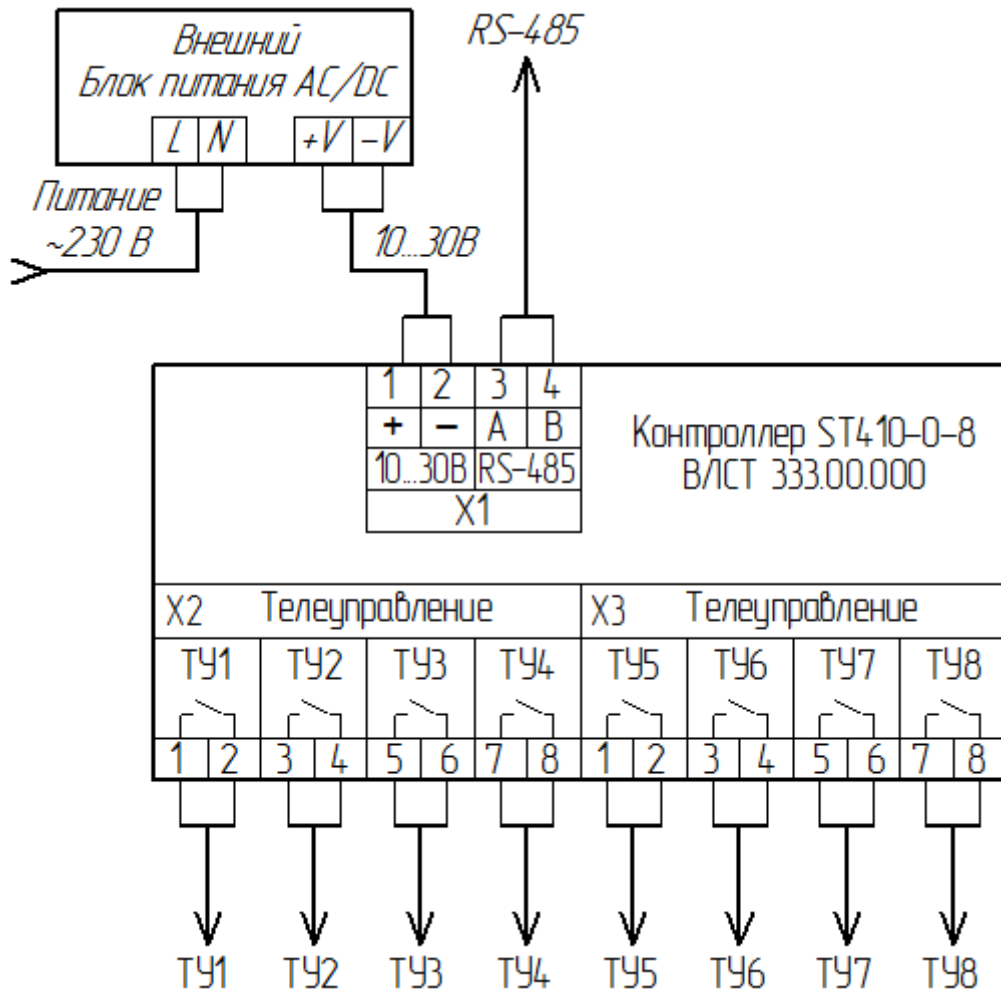 Внешний
Блок питания AC/DC
L N +V -V
RS-485
Питание
~230 В
10...30В
1 2 3 4
+ - A B
10...30В RS-485
X1
Контроллер ST410-0-8
ВЛСТ 333.00.000
X2 Телеуправление X3 Телеуправление
ТУ1 ТУ2 ТУ3 ТУ4 ТУ5 ТУ6 ТУ7 ТУ8
1 2 3 4 5 6 7 8 1 2 3 4 5 6 7 8
ТУ1 ТУ2 ТУ3 ТУ4 ТУ5 ТУ6 ТУ7 ТУ8